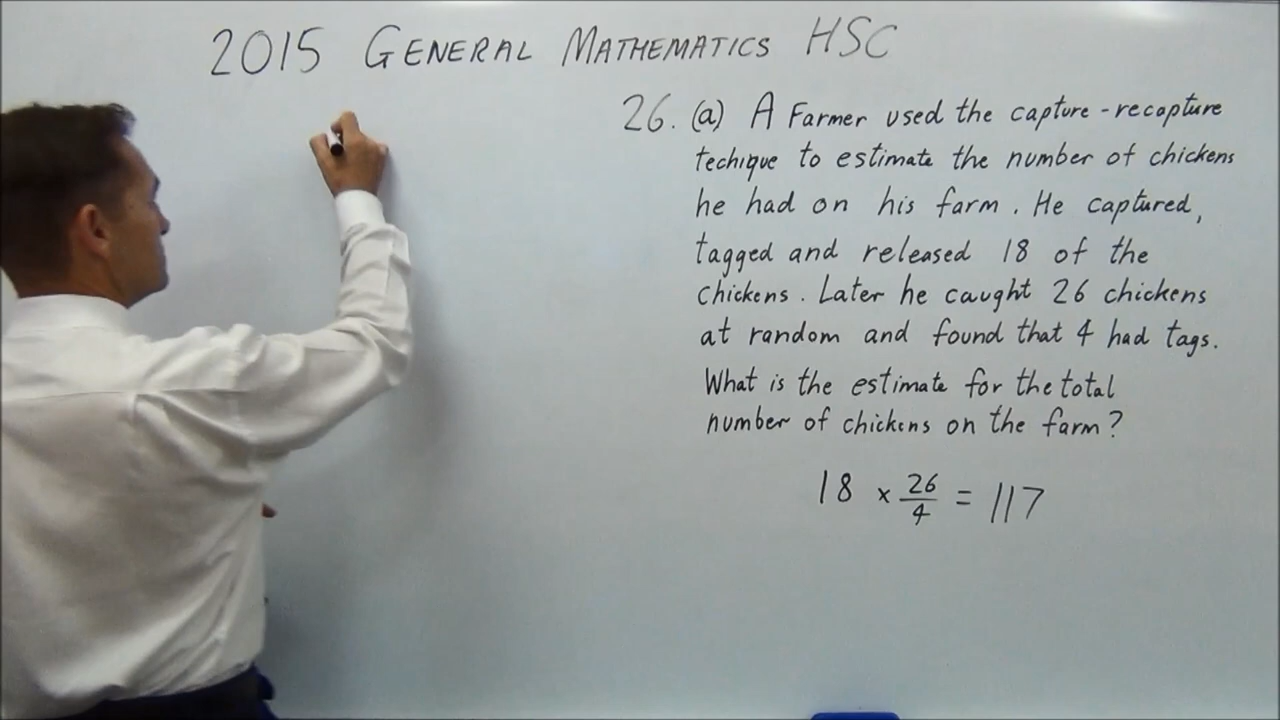 2015 GENERAL MATHEMATICS HSC
26. (a) A Farmer used the capture-recapture
techique to estimate the number of chickens
he had on his farm. He captured,
tagged and released 18 of the
chickens. Later he caught 26 chickens
at random and found that 4 had tags.
What is the estimate for the total
number of chickens on the farm?
18 × 26/4 = 117